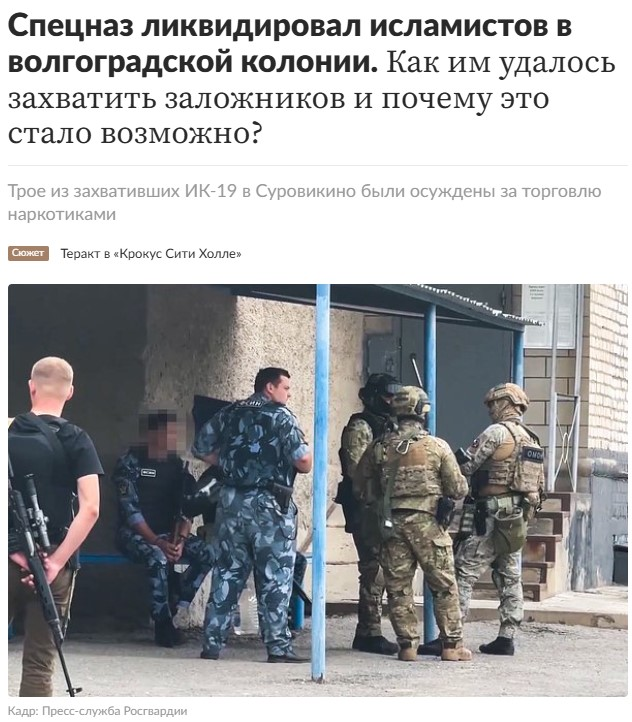 Спецназ ликвидировал исламистов в
волгоградской колонии. Как им удалось
захватить заложников и почему это
стало возможно?
Трое из захвативших ИК-19 в Суровикино были осуждены за торговлю
наркотиками
Сюжет Теракт в «Крокус Сити Холле»
ОМОН
Кадр: Пресс-служба Росгвардии